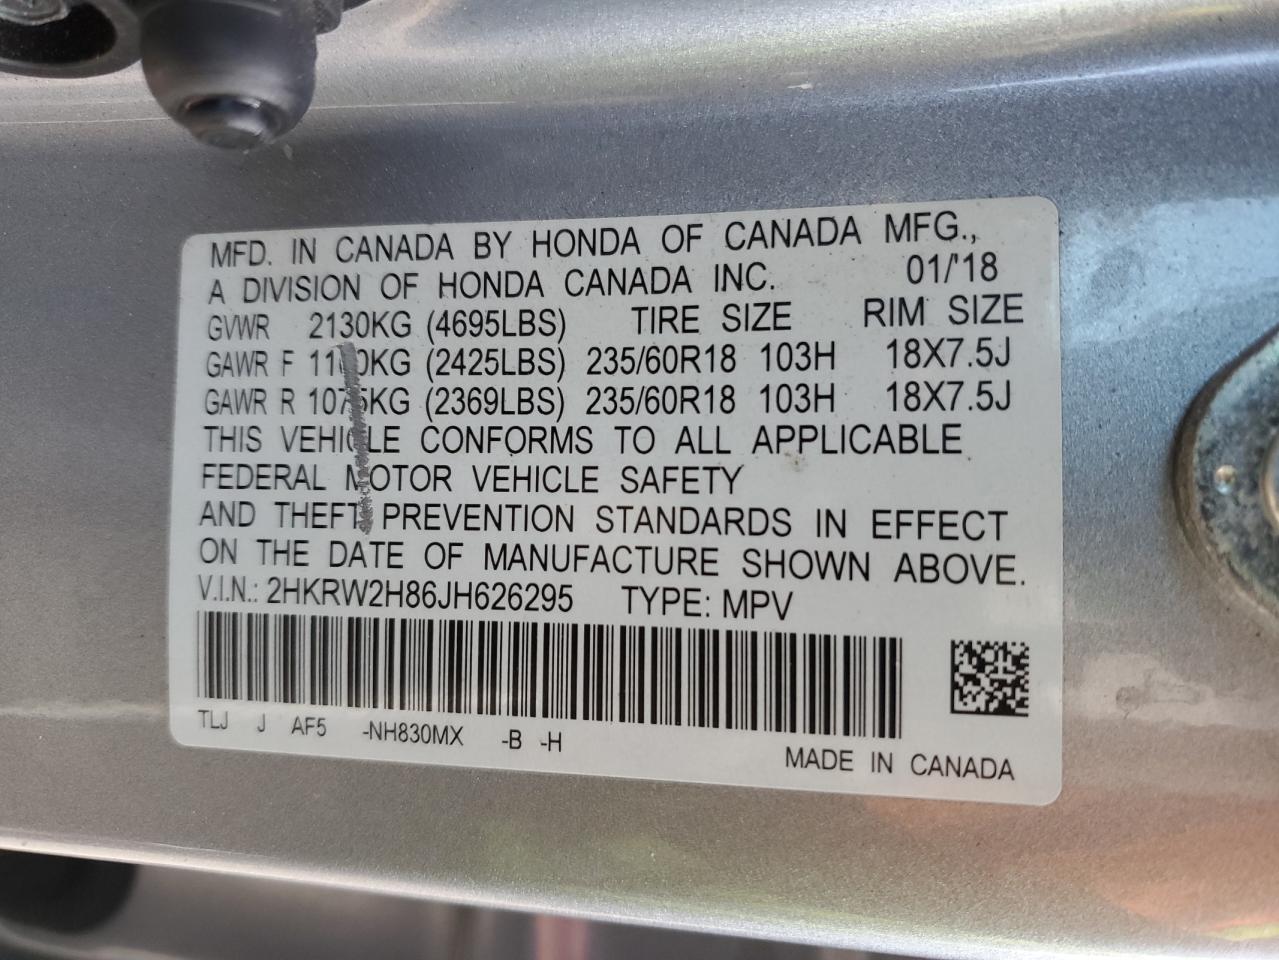 MFD. IN CANADA BY HONDA OF CANADA MFG.,
A DIVISION OF HONDA CANADA INC. 01/'18
GVWR 2130KG (4695LBS) TIRE SIZE RIM SIZE
GAWR F (2425LBS) 235/60R18 103H 18X7.5J
GAWR R 1075KG (2369LBS) 235/60R18 103H 18X7.5J
THIS VEHICLE CONFORMS TO ALL APPLICABLE
FEDERAL MOTOR VEHICLE SAFETY
AND THEFT PREVENTION STANDARDS IN EFFECT
ON THE DATE OF MANUFACTURE SHOWN ABOVE.
V.I.N.: 2HKRW2H86JH626295 TYPE: MPV
TLJ J AF5 -NH830MX -B -H
MADE IN CANADA